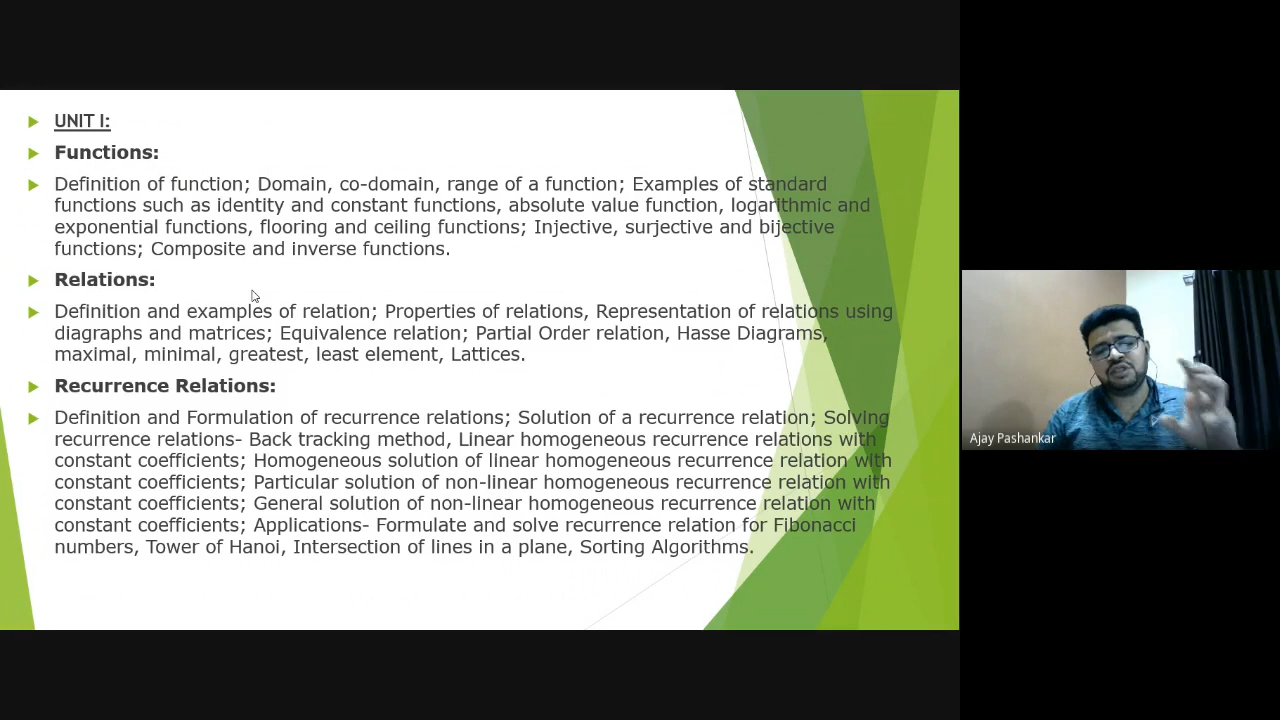 UNIT I:
Functions:
Definition of function; Domain, co-domain, range of a function; Examples of standard
functions such as identity and constant functions, absolute value function, logarithmic and
exponential functions, flooring and ceiling functions; Injective, surjective and bijective
functions; Composite and inverse functions.
Relations:
Definition and examples of relation; Properties of relations, Representation of relations using
diagraphs and matrices; Equivalence relation; Partial Order relation, Hasse Diagrams,
maximal, minimal, greatest, least element, Lattices.
Recurrence Relations:
Definition and Formulation of recurrence relations; Solution of a recurrence relation; Solving
recurrence relations- Back tracking method, Linear homogeneous recurrence relations with
constant coefficients; Homogeneous solution of linear homogeneous recurrence relation with
constant coefficients; Particular solution of non-linear homogeneous recurrence relation with
constant coefficients; General solution of non-linear homogeneous recurrence relation with
constant coefficients; Applications- Formulate and solve recurrence relation for Fibonacci
numbers, Tower of Hanoi, Intersection of lines in a plane, Sorting Algorithms.
Ajay Pashankar